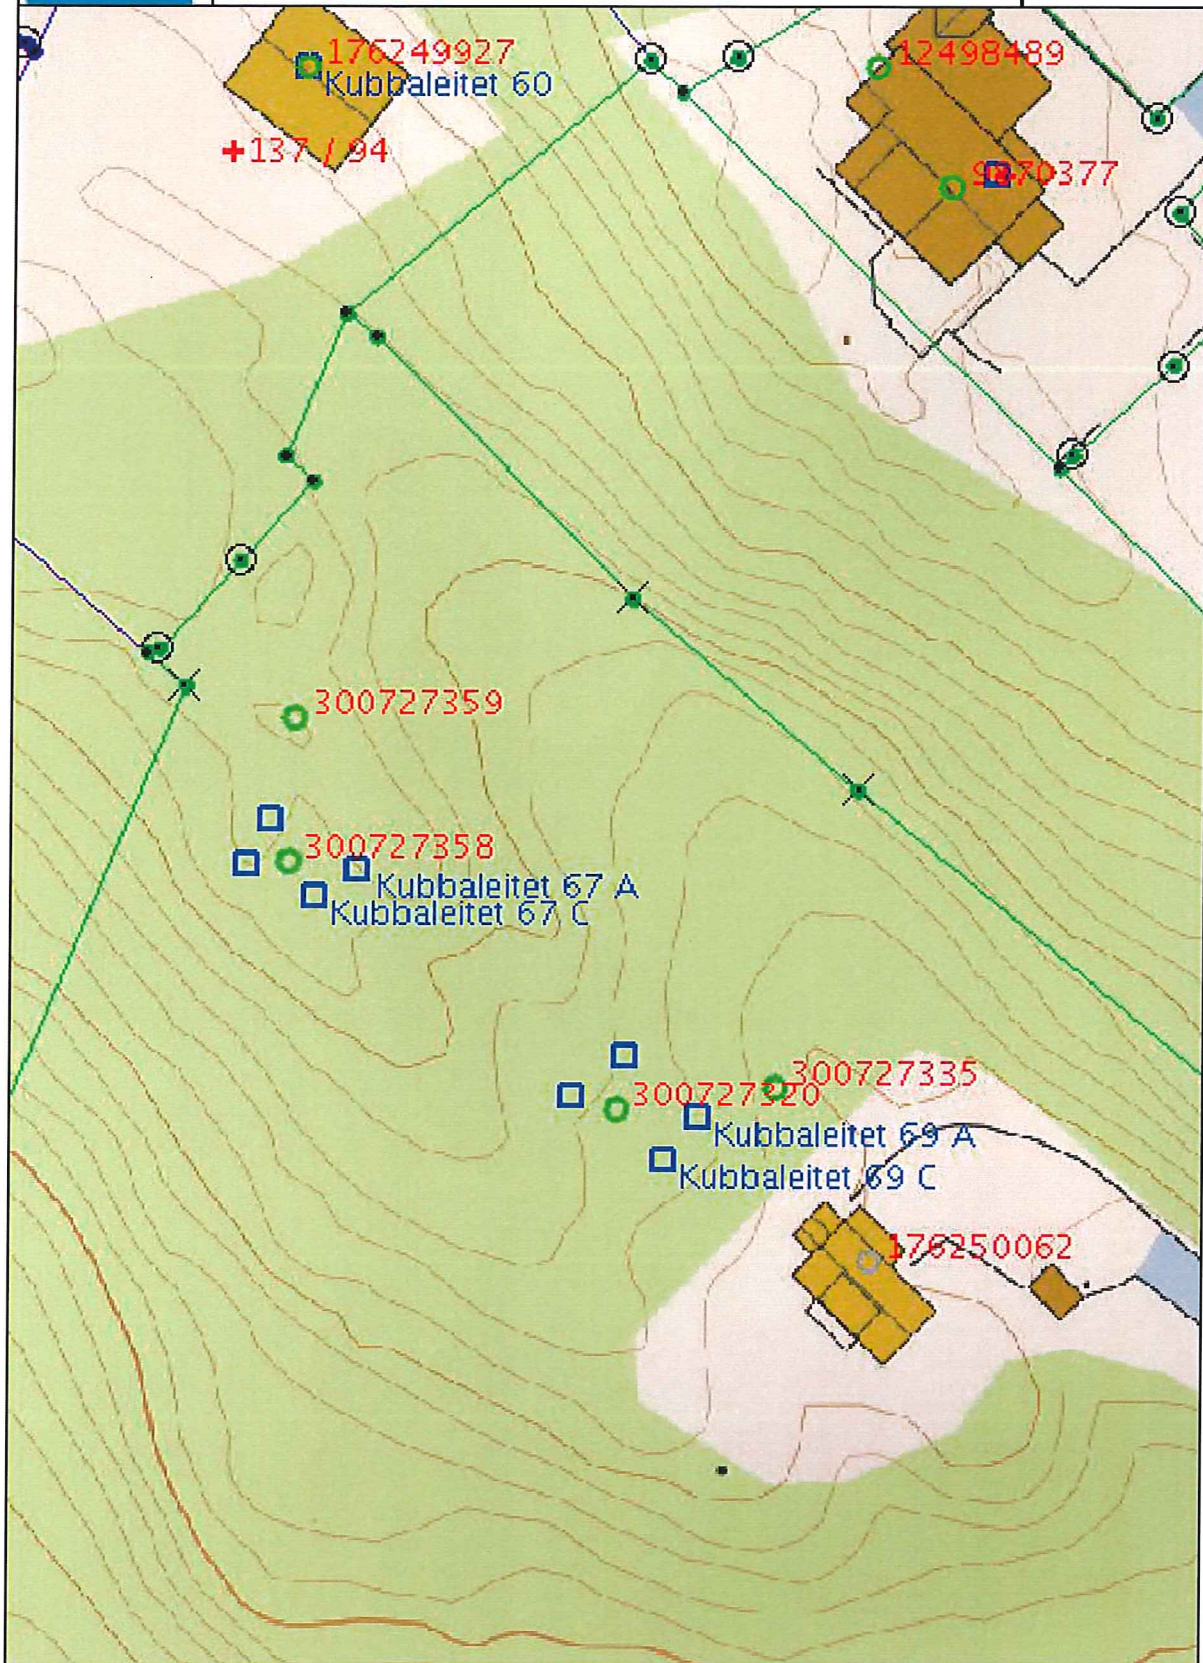 176249927
Kubbaleitet 60
12498489
+137 / 94
300727359
300727358
Kubbaleitet 67 A
Kubbaleitet 67 C
300727335
300727320
Kubbaleitet 69 A
Kubbaleitet 69 C
176250062